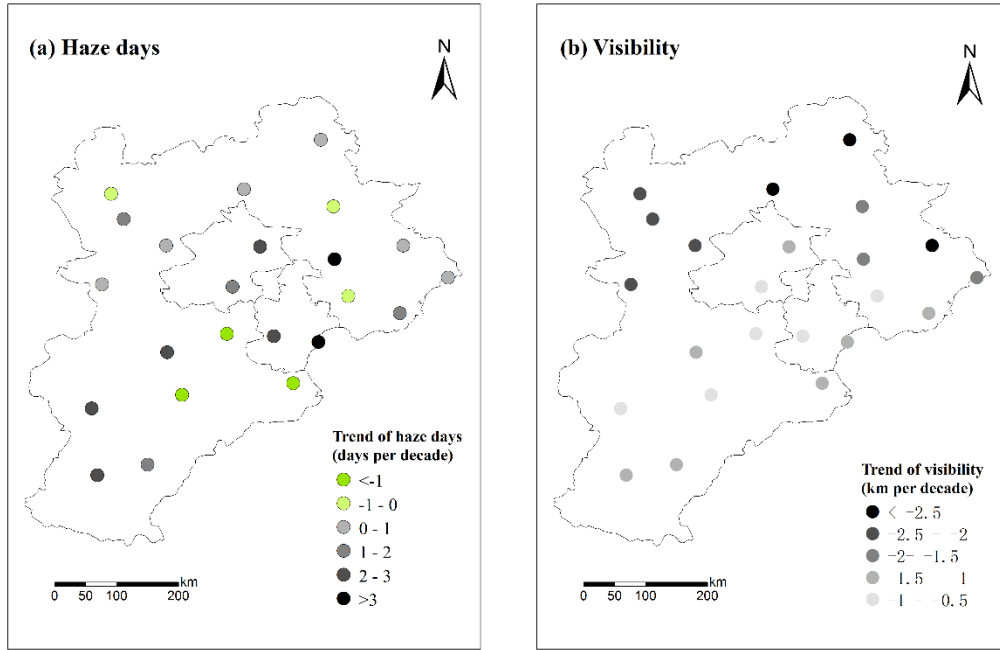 (a) Haze days
N
Trend of haze days
(days per decade)
<-1
-1 - 0
0 - 1
1 - 2
2 - 3
>3
km
0 50 100 200
(b) Visibility
N
Trend of visibility
(km per decade)
< -2.5
-2.5 - -2
-2- -1.5
1.5 1
-1 - -0.5
km
0 50 100 200